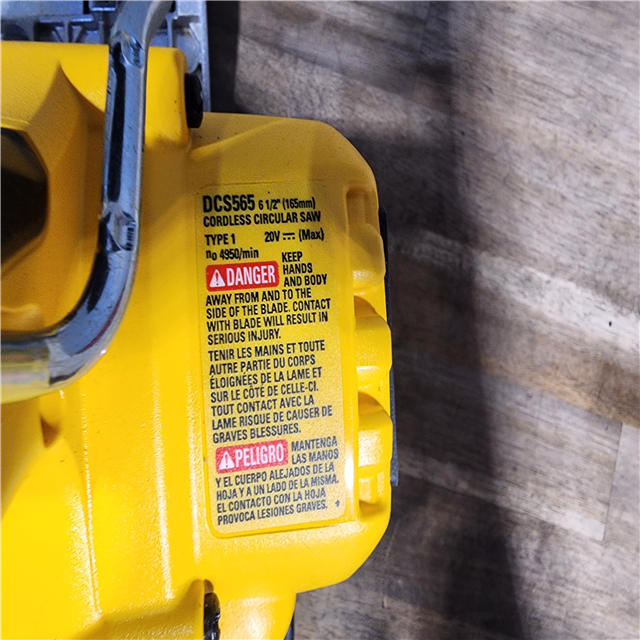 DCS565 6 1/2" (165mm)
CORDLESS CIRCULAR SAW
TYPE 1 20V ⎓ (Max)
n₀ 4950/min
⚠DANGER KEEP
HANDS
AND BODY
AWAY FROM AND TO THE
SIDE OF THE BLADE. CONTACT
WITH BLADE WILL RESULT IN
SERIOUS INJURY.
TENIR LES MAINS ET TOUTE
AUTRE PARTIE DU CORPS
ÉLOIGNÉES DE LA LAME ET
SUR LE CÔTÉ DE CELLE-CI.
TOUT CONTACT AVEC LA
LAME RISQUE DE CAUSER DE
GRAVES BLESSURES.
⚠PELIGRO MANTENGA
LAS MANOS
Y EL CUERPO ALEJADOS DE LA
HOJA Y A UN LADO DE LA MISMA.
EL CONTACTO CON LA HOJA
PROVOCA LESIONES GRAVES.